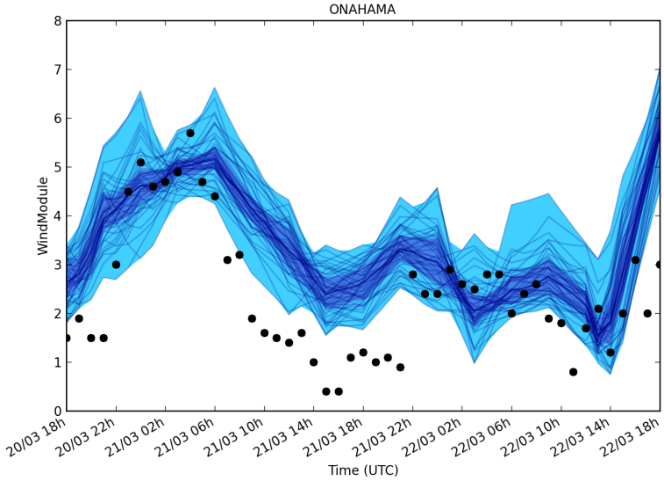 ONAHAMA
8
7
6
5
4
3
2
1
0
WindModule
20/03 18h
20/03 22h
21/03 02h
21/03 06h
21/03 10h
21/03 14h
21/03 18h
21/03 22h
22/03 02h
22/03 06h
22/03 10h
22/03 14h
22/03 18h
Time (UTC)